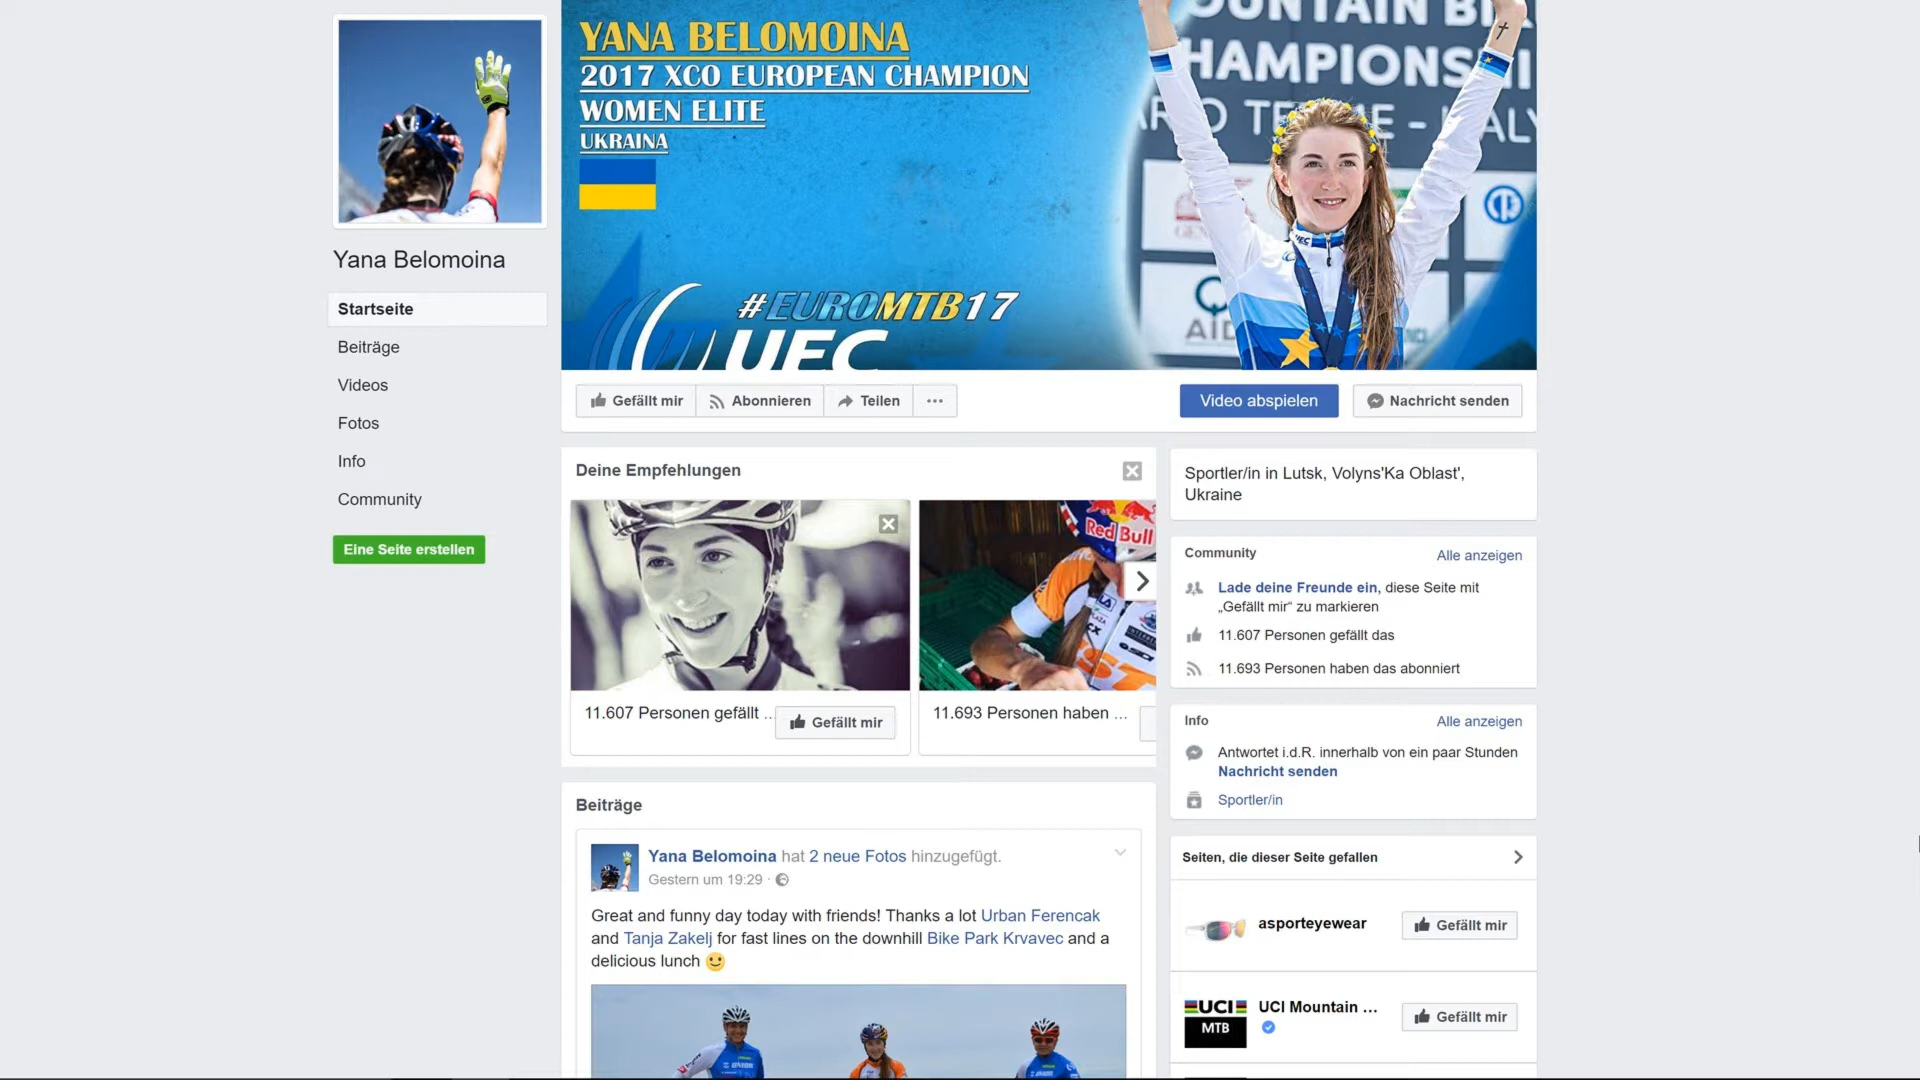 YANA BELOMOINA
2017 XCO EUROPEAN CHAMPION
WOMEN ELITE
UKRAINA
CHAMPIONSHI
#EUROMTB17
UEC
Yana Belomoina
Startseite
Beiträge
Videos
Fotos
Info
Community
Eine Seite erstellen
Gefällt mir
Abonnieren
Teilen
...
Video abspielen
Nachricht senden
Deine Empfehlungen
Red Bull
11.607 Personen gefällt ...
Gefällt mir
11.693 Personen haben ...
Beiträge
Yana Belomoina hat 2 neue Fotos hinzugefügt.
Gestern um 19:29 ·
Great and funny day today with friends! Thanks a lot Urban Ferencak
and Tanja Zakelj for fast lines on the downhill Bike Park Krvavec and a
delicious lunch 🙂
Sportler/in in Lutsk, Volyns'Ka Oblast',
Ukraine
Community
Alle anzeigen
Lade deine Freunde ein, diese Seite mit
„Gefällt mir“ zu markieren
11.607 Personen gefällt das
11.693 Personen haben das abonniert
Info
Alle anzeigen
Antwortet i.d.R. innerhalb von ein paar Stunden
Nachricht senden
Sportler/in
Seiten, die dieser Seite gefallen
asporteyewear
Gefällt mir
UCI
MTB
UCI Mountain ...
Gefällt mir